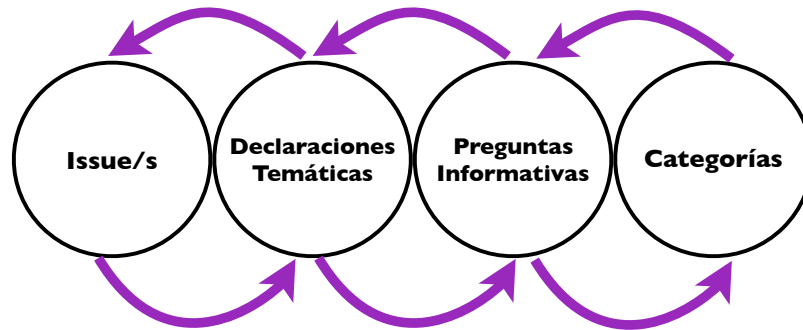 Issue/s
Declaraciones
Temáticas
Preguntas
Informativas
Categorías